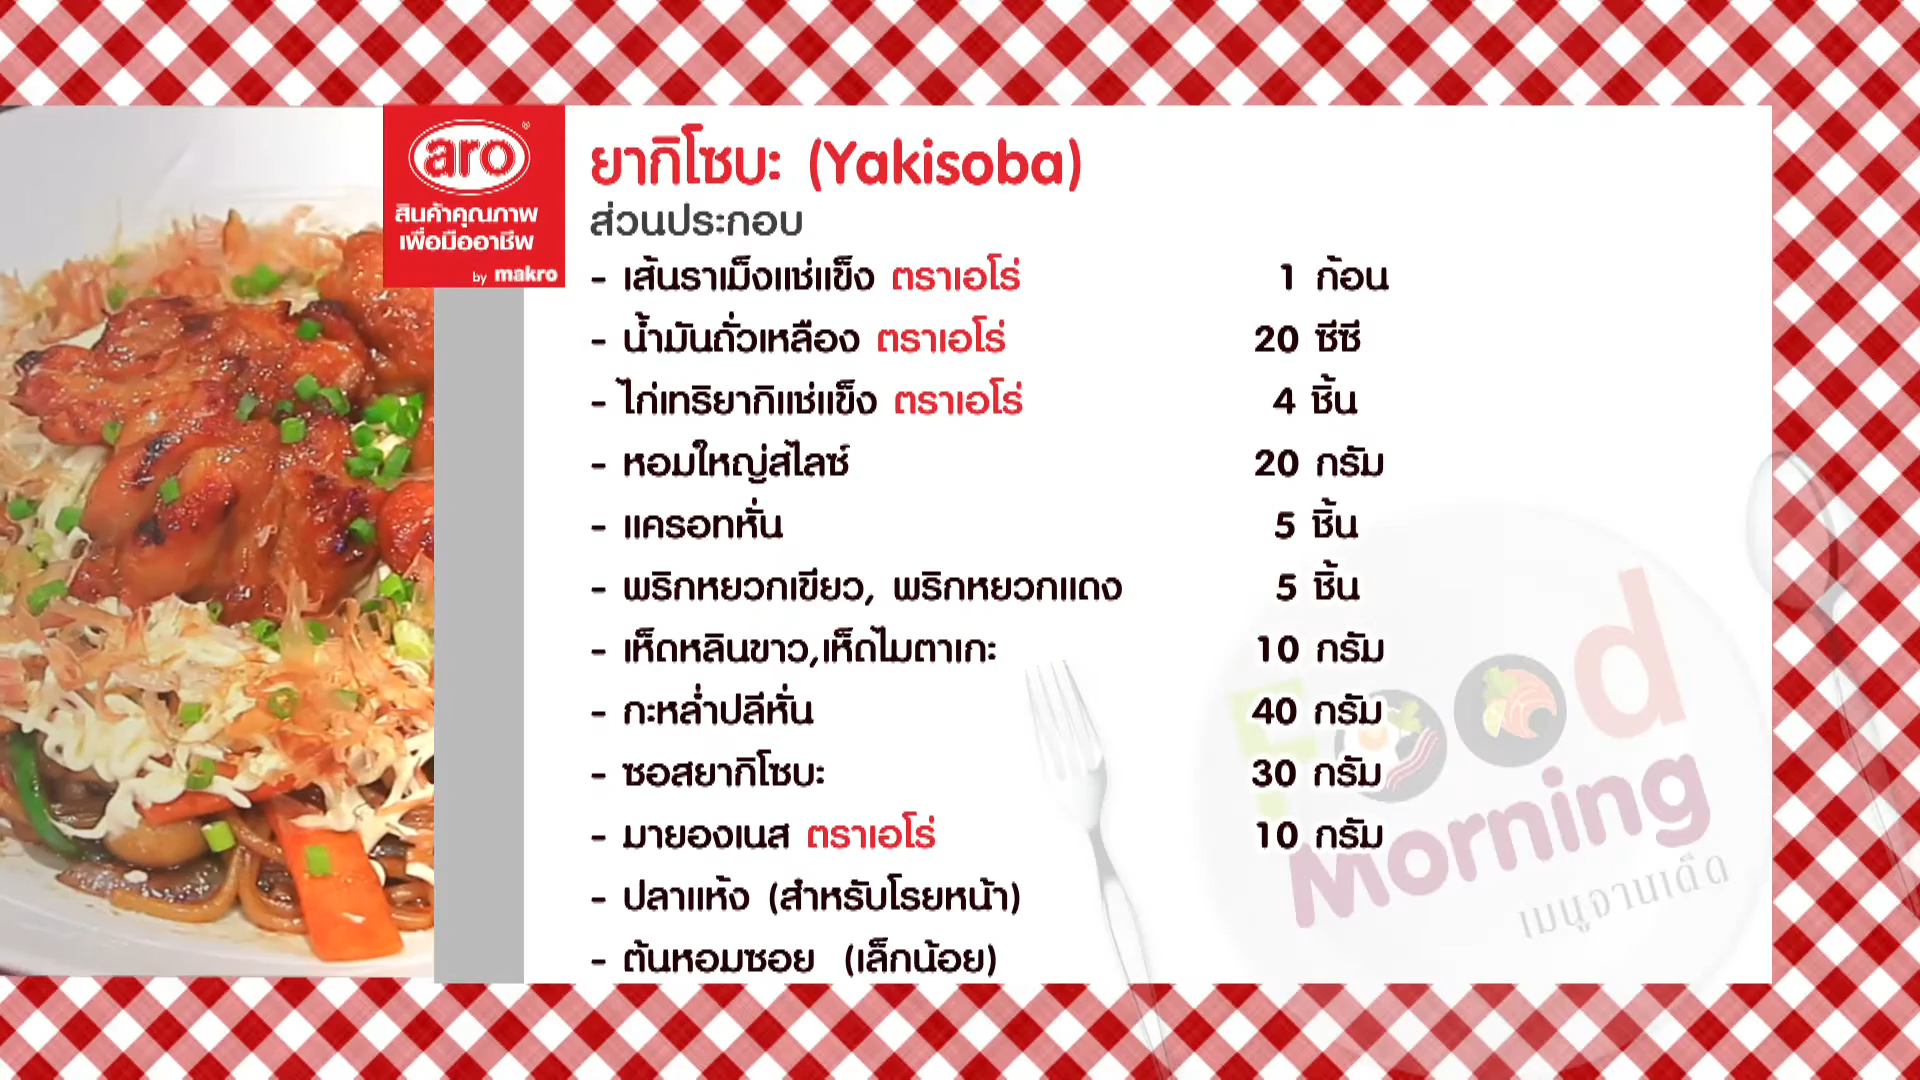 aro®
สินค้าคุณภาพ
เพื่อมืออาชีพ
by makro
ยากิโซบะ (Yakisoba)
ส่วนประกอบ
- เส้นราเม็งแช่แข็ง ตราเอโร่ 1 ก้อน
- น้ำมันถั่วเหลือง ตราเอโร่ 20 ซีซี
- ไก่เทริยากิแช่แข็ง ตราเอโร่ 4 ชิ้น
- หอมใหญ่สไลซ์ 20 กรัม
- แครอทหั่น 5 ชิ้น
- พริกหยวกเขียว, พริกหยวกแดง 5 ชิ้น
- เห็ดหลินขาว,เห็ดไมตาเกะ 10 กรัม
- กะหล่ำปลีหั่น 40 กรัม
- ซอสยากิโซบะ 30 กรัม
- มายองเนส ตราเอโร่ 10 กรัม
- ปลาแห้ง (สำหรับโรยหน้า)
- ต้นหอมซอย (เล็กน้อย)
Food
Morning
เมนูจานเด็ด